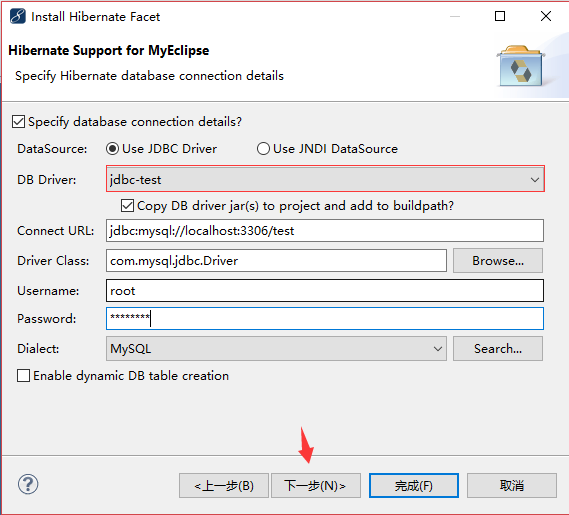 Install Hibernate Facet
Hibernate Support for MyEclipse
Specify Hibernate database connection details
Specify database connection details?
DataSource: Use JDBC Driver Use JNDI DataSource
DB Driver: jdbc-test
Copy DB driver jar(s) to project and add to buildpath?
Connect URL: jdbc:mysql://localhost:3306/test
Driver Class: com.mysql.jdbc.Driver Browse...
Username: root
Password: ********
Dialect: MySQL Search...
Enable dynamic DB table creation
? <上一步(B) 下一步(N)> 完成(F) 取消